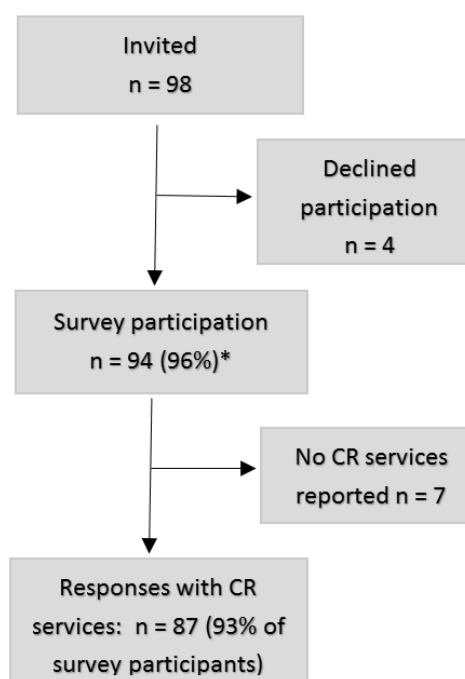 Invited
n = 98
Declined
participation
n = 4
Survey participation
n = 94 (96%)*
No CR services
reported n = 7
Responses with CR
services:  n = 87 (93% of
survey participants)